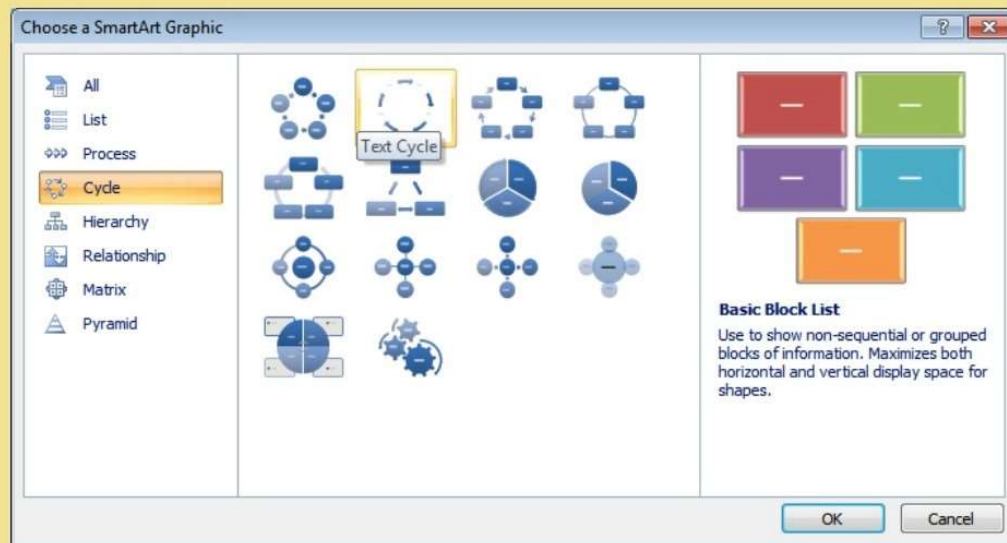 Choose a SmartArt Graphic
All
List
Process
Cycle
Hierarchy
Relationship
Matrix
Pyramid
Text Cycle
Basic Block List
Use to show non-sequential or grouped
blocks of information. Maximizes both
horizontal and vertical display space for
shapes.
OK
Cancel